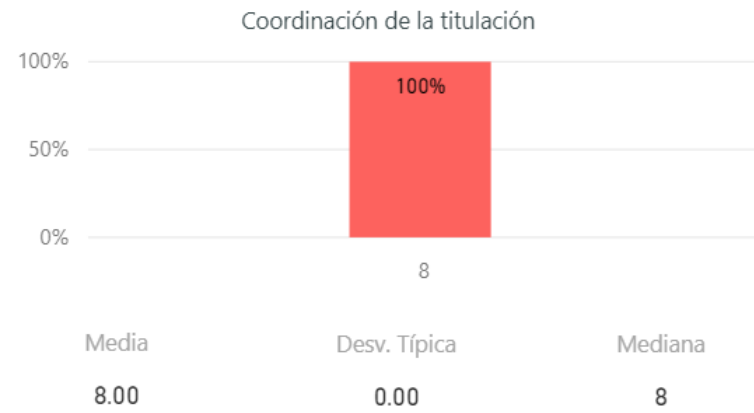 Coordinación de la titulación
100%
100%
50%
0%
8
Media Desv. Típica Mediana
8.00 0.00 8